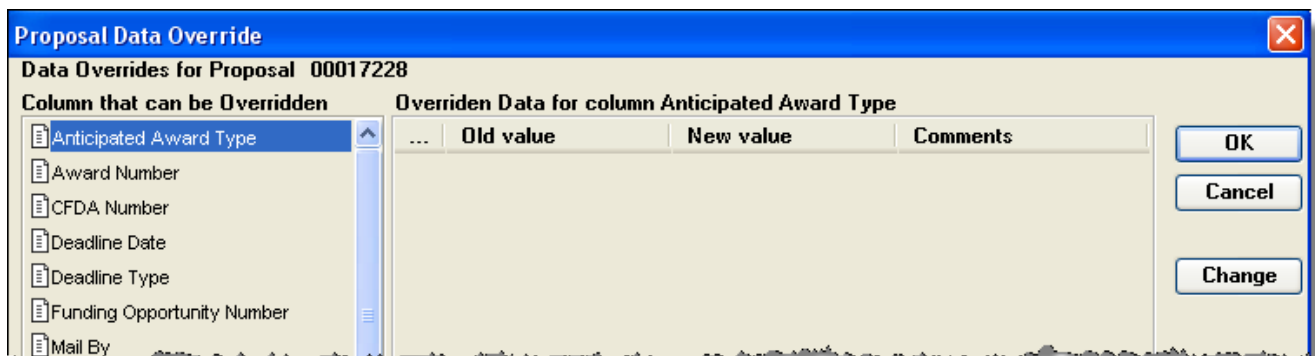 Proposal Data Override
Data Overrides for Proposal 00017228
Column that can be Overridden
Overriden Data for column Anticipated Award Type
Anticipated Award Type
Award Number
CFDA Number
Deadline Date
Deadline Type
Funding Opportunity Number
Mail By
... Old value New value Comments
OK
Cancel
Change